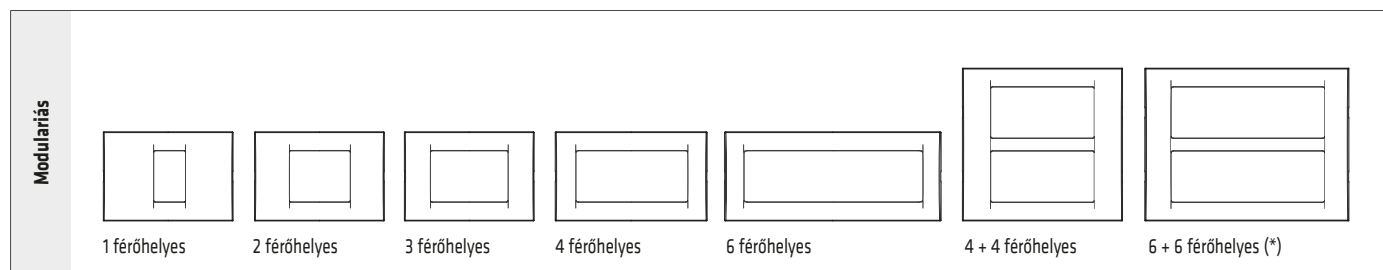 Modulariás
1 férőhelyes
2 férőhelyes
3 férőhelyes
4 férőhelyes
6 férőhelyes
4 + 4 férőhelyes
6 + 6 férőhelyes (*)